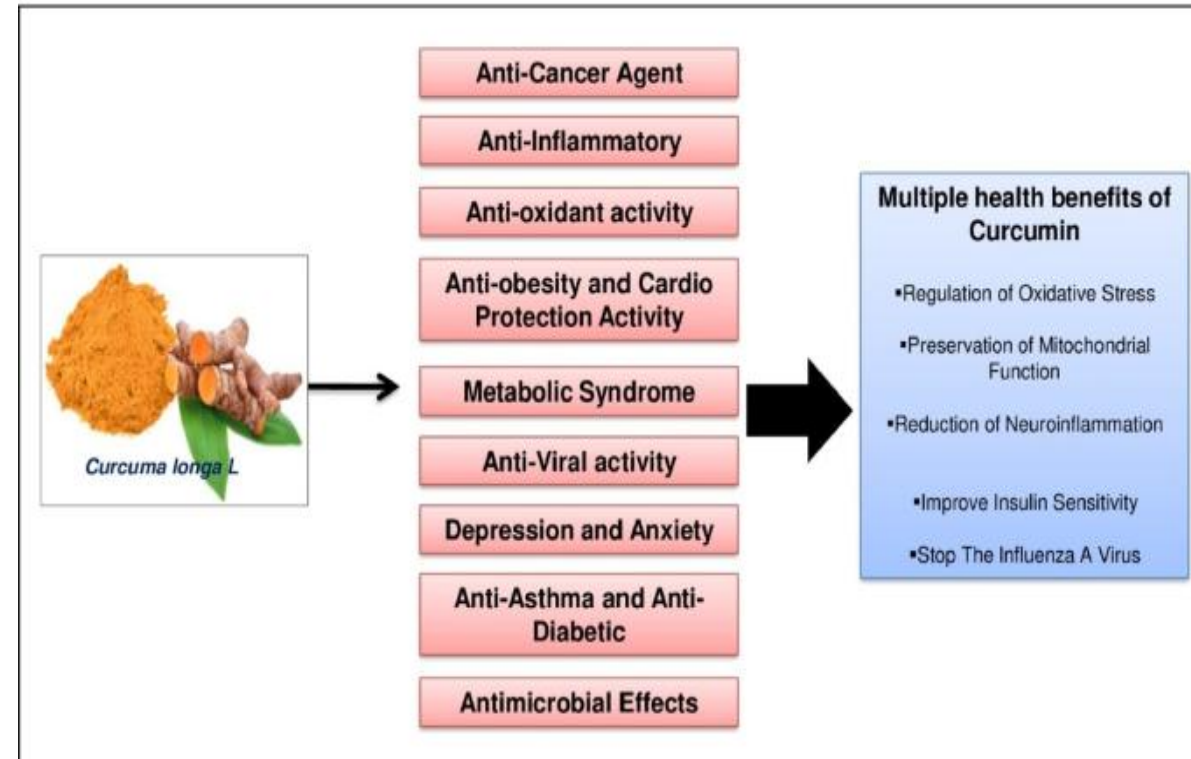 Curcuma longa L
Anti-Cancer Agent
Anti-Inflammatory
Anti-oxidant activity
Anti-obesity and Cardio
Protection Activity
Metabolic Syndrome
Anti-Viral activity
Depression and Anxiety
Anti-Asthma and Anti-
Diabetic
Antimicrobial Effects
Multiple health benefits of
Curcumin
▪Regulation of Oxidative Stress
▪Preservation of Mitochondrial
Function
▪Reduction of Neuroinflammation
▪Improve Insulin Sensitivity
▪Stop The Influenza A Virus